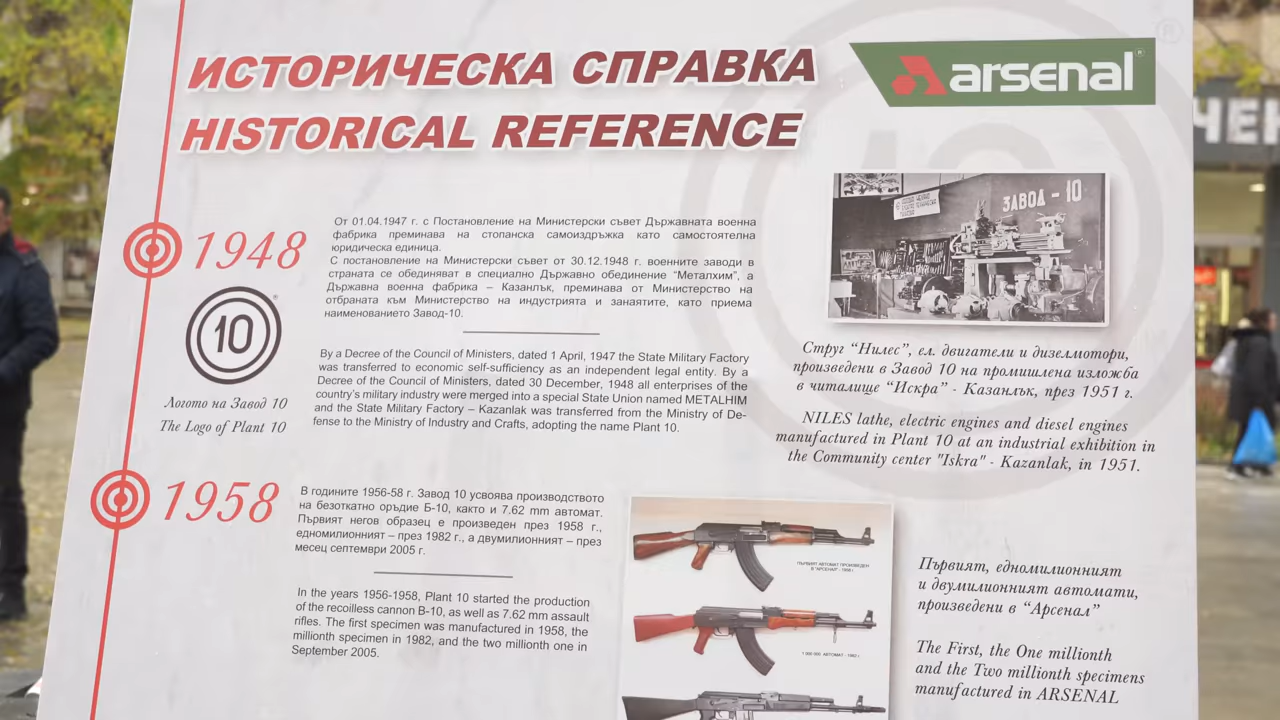 ИСТОРИЧЕСКА СПРАВКА
HISTORICAL REFERENCE
arsenal®
ЧЕ
1948
От 01.04.1947 г. с Постановление на Министерски съвет Държавната военна
фабрика преминава на стопанска самоиздръжка като самостоятелна
юридическа единица.
С постановление на Министерски съвет от 30.12.1948 г. военните заводи в
страната се обединяват в специално Държавно обединение "Металхим", а
Държавна военна фабрика – Казанлък, преминава от Министерство на
отбраната към Министерство на индустрията и занаятите, като приема
наименованието Завод-10.
10
Логото на Завод 10
The Logo of Plant 10
By a Decree of the Council of Ministers, dated 1 April, 1947 the State Military Factory
was transferred to economic self-sufficiency as an independent legal entity. By a
Decree of the Council of Ministers, dated 30 December, 1948 all enterprises of the
country's military industry were merged into a special State Union named METALHIM
and the State Military Factory – Kazanlak was transferred from the Ministry of De-
fense to the Ministry of Industry and Crafts, adopting the name Plant 10.
ЗАВОД - 10
Струг "Нилес", ел. двигатели и дизелмотори,
произведени в Завод 10 на промишлена изложба
в читалище "Искра" - Казанлък, през 1951 г.
NILES lathe, electric engines and diesel engines
manufactured in Plant 10 at an industrial exhibition in
the Community center "Iskra" - Kazanlak, in 1951.
1958
В годините 1956-58 г. Завод 10 усвоява производството
на безоткатно оръдие Б-10, както и 7.62 mm автомат.
Първият негов образец е произведен през 1958 г.,
едномилионният – през 1982 г., а двумилионният – през
месец септември 2005 г.
In the years 1956-1958, Plant 10 started the production
of the recoilless cannon B-10, as well as 7.62 mm assault
rifles. The first specimen was manufactured in 1958, the
millionth specimen in 1982, and the two millionth one in
September 2005.
ПЪРВИЯТ АВТОМАТ ПРОИЗВЕДЕН
В "АРСЕНАЛ" - 1958 г.
1 000 000 АВТОМАТ - 1982 г.
Първият, едномилионният
и двумилионният автомати,
произведени в "Арсенал"
The First, the One millionth
and the Two millionth specimens
manufactured in ARSENAL